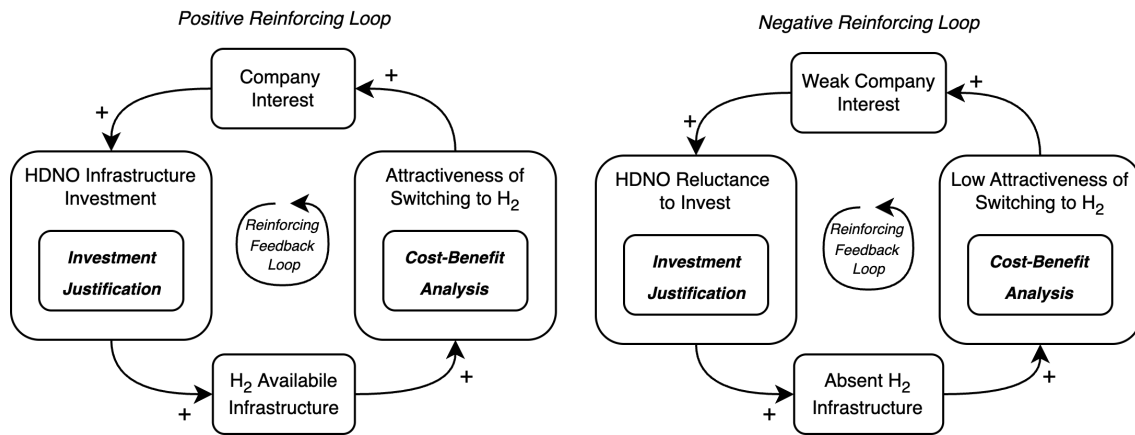 Positive Reinforcing Loop
Company
Interest
+
+
HDNO Infrastructure
Investment
Investment
Justification
Reinforcing
Feedback
Loop
Attractiveness of
Switching to H₂
Cost-Benefit
Analysis
H₂ Availabile
Infrastructure
+
+
Negative Reinforcing Loop
Weak Company
Interest
+
+
HDNO Reluctance
to Invest
Investment
Justification
Reinforcing
Feedback
Loop
Low Attractiveness of
Switching to H₂
Cost-Benefit
Analysis
Absent H₂
Infrastructure
+
+